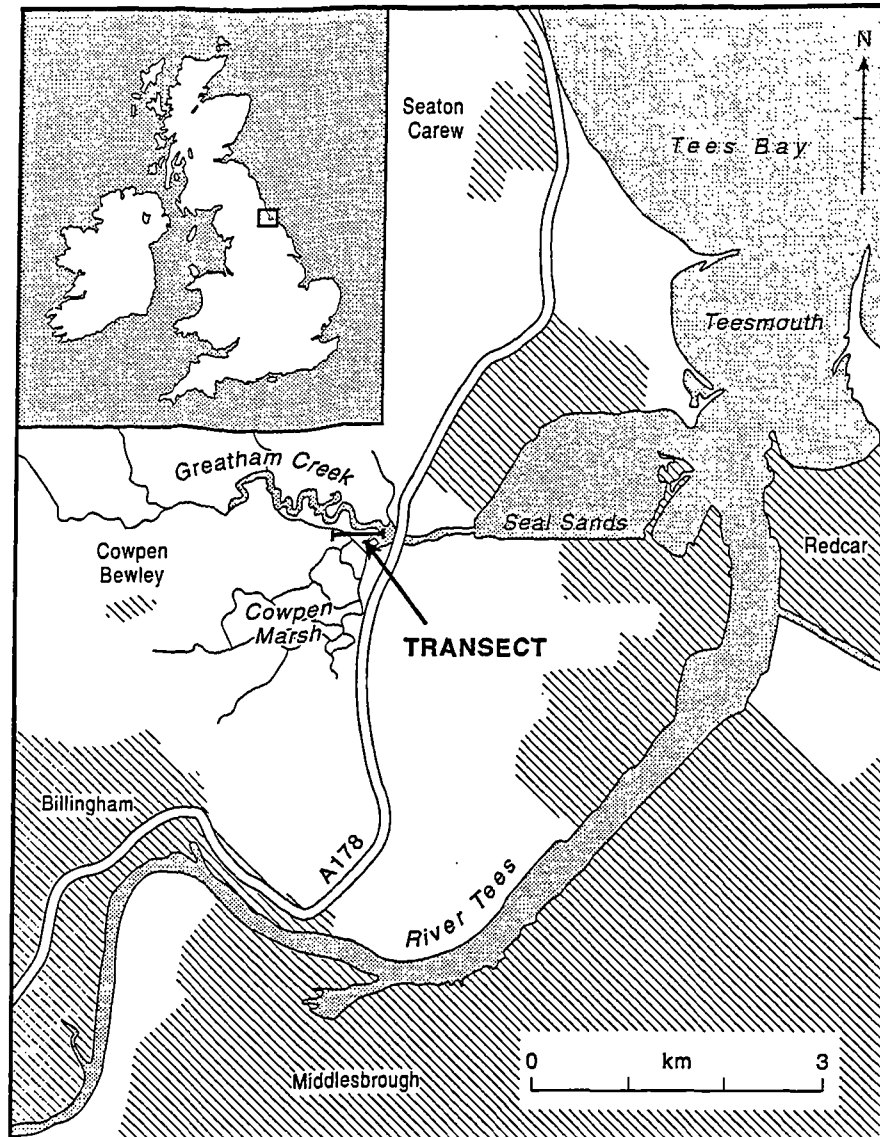 N
Seaton
Carew
Tees Bay
Teesmouth
Greatham Creek
Seal Sands
Redcar
Cowpen
Bewley
Cowpen
Marsh
TRANSECT
Billingham
A178
River Tees
Middlesbrough
0 km 3